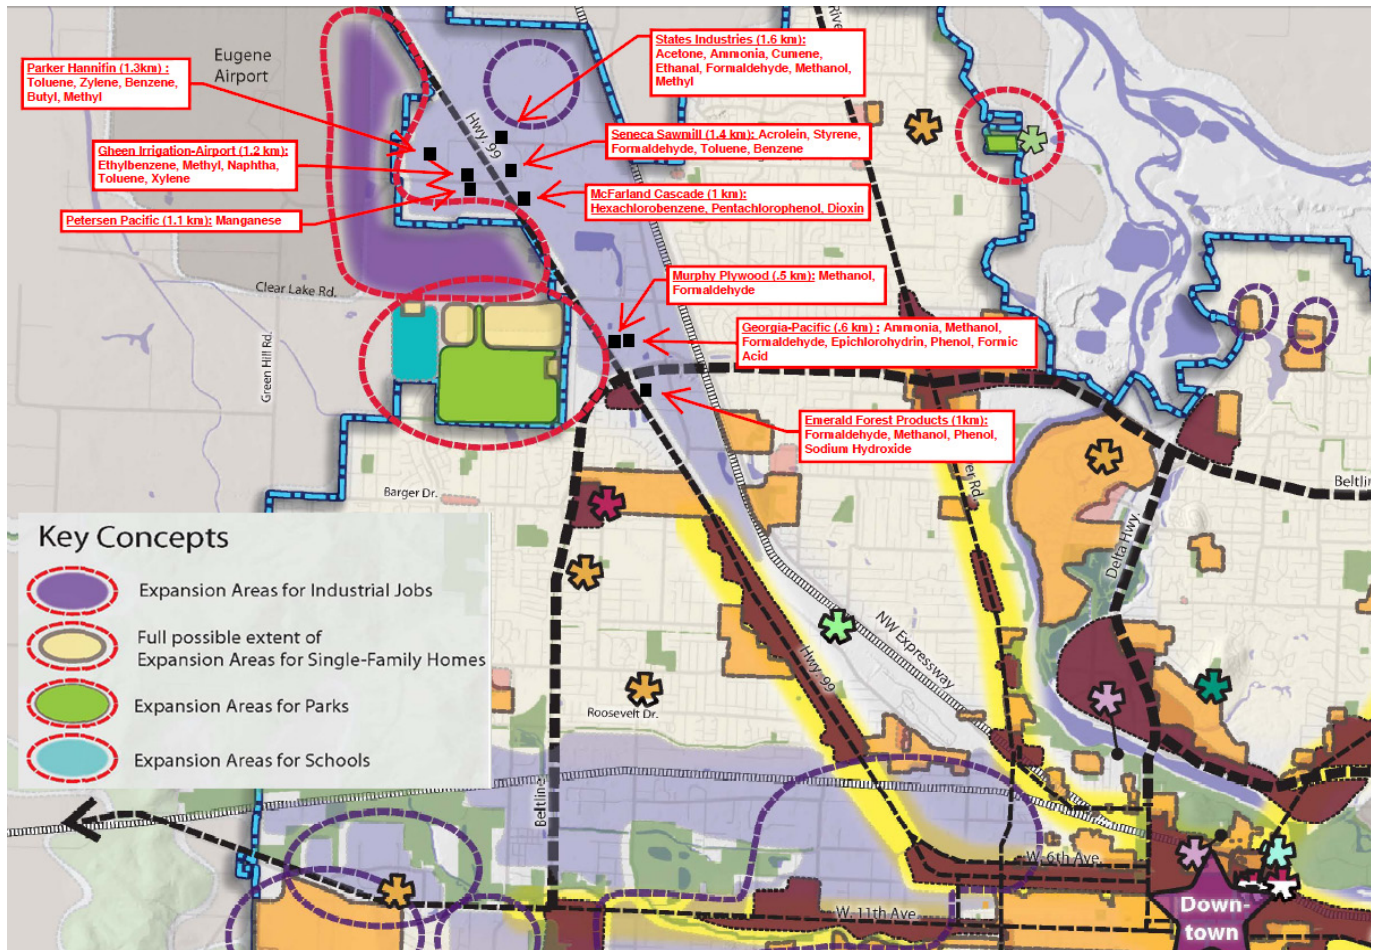 Eugene
Airport
River
Parker Hannifin (1.3km) :
Toluene, Zylene, Benzene,
Butyl, Methyl
States Industries (1.6 km):
Acetone, Ammonia, Cumene,
Ethanal, Formaldehyde, Methanol,
Methyl
Hwy. 99
Gheen Irrigation-Airport (1.2 km):
Ethylbenzene, Methyl, Naphtha,
Toluene, Xylene
Seneca Sawmill (1.4 km): Acrolein, Styrene,
Formaldehyde, Toluene, Benzene
McFarland Cascade (1 km):
Hexachlorobenzene, Pentachlorophenol, Dioxin
Petersen Pacific (1.1 km): Manganese
Clear Lake Rd.
Murphy Plywood (.5 km): Methanol,
Formaldehyde
Green Hill Rd.
Georgia-Pacific (.6 km) : Ammonia, Methanol,
Formaldehyde, Epichlorohydrin, Phenol, Formic
Acid
Emerald Forest Products (1km):
Formaldehyde, Methanol, Phenol,
Sodium Hydroxide
er Rd.
Beltlin
Barger Dr.
Delta Hwy.
Key Concepts
Expansion Areas for Industrial Jobs
Full possible extent of
Expansion Areas for Single-Family Homes
Expansion Areas for Parks
Expansion Areas for Schools
NW Expressway
Hwy. 99
Roosevelt Dr.
Beltline
W. 6th Ave.
W. 11th Ave.
Down-
town